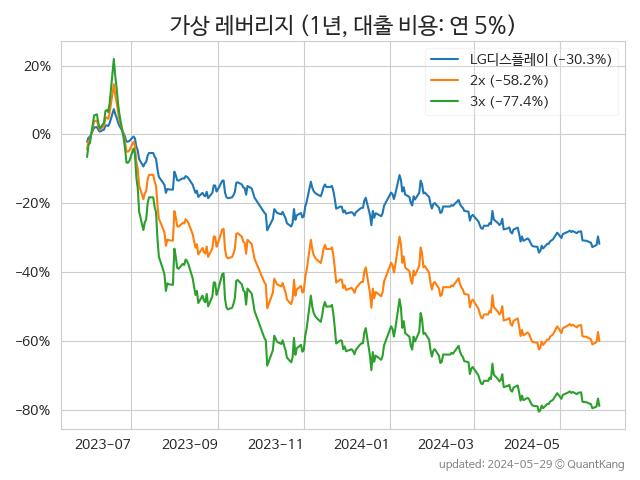 가상 레버리지 (1년, 대출 비용: 연 5%)
LG디스플레이 (−30.3%)
2x (−58.2%)
3x (−77.4%)
20%
0%
−20%
−40%
−60%
−80%
2023-07 2023-09 2023-11 2024-01 2024-03 2024-05
updated: 2024-05-29 © QuantKang